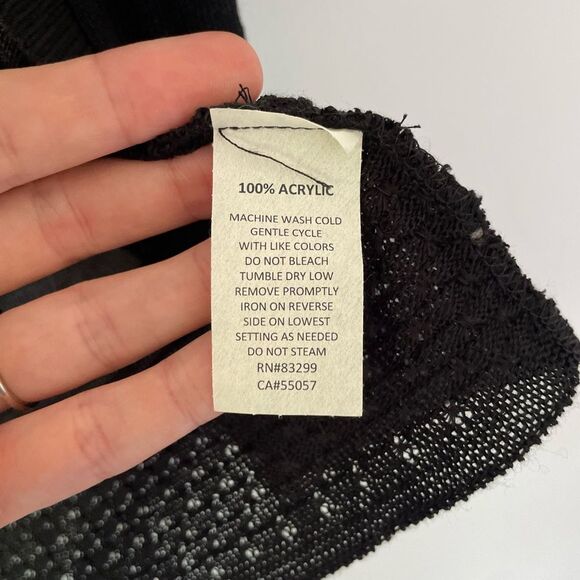 100% ACRYLIC
MACHINE WASH COLD
GENTLE CYCLE
WITH LIKE COLORS
DO NOT BLEACH
TUMBLE DRY LOW
REMOVE PROMPTLY
IRON ON REVERSE
SIDE ON LOWEST
SETTING AS NEEDED
DO NOT STEAM
RN#83299
CA#55057